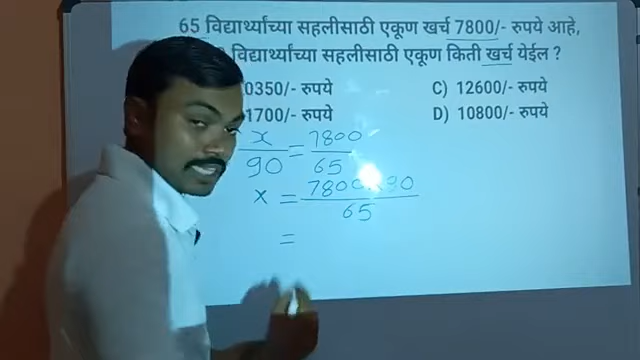 65 विद्यार्थ्यांच्या सहलीसाठी एकूण खर्च 7800/- रुपये आहे,
विद्यार्थ्यांच्या सहलीसाठी एकूण किती खर्च येईल ?
0350/- रुपये C) 12600/- रुपये
1700/- रुपये D) 10800/- रुपये
x/90 = 7800/65
x = 7800×90/65
=